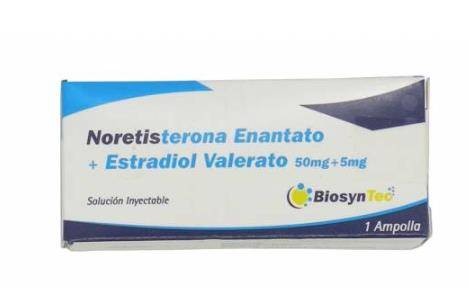 Noretisterona Enantato
+ Estradiol Valerato 50mg+5mg
Solución Inyectable
BiosynTec
1 Ampolla